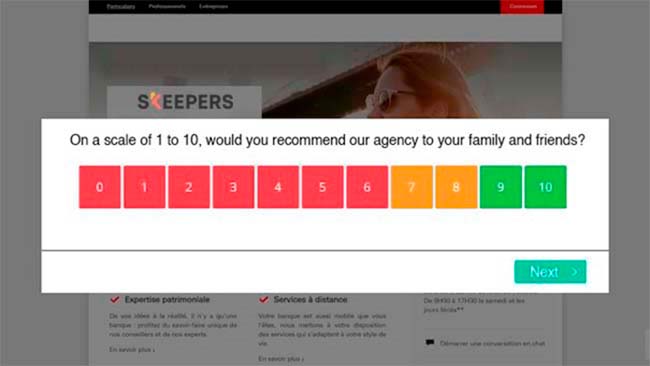 Particuliers Professionnels Entreprises Connexion
SKEEPERS
On a scale of 1 to 10, would you recommend our agency to your family and friends?
0 1 2 3 4 5 6 7 8 9 10
Next >
Expertise patrimoniale
De vos idées à la réalité, il n'y a qu'une
banque : profitez du savoir-faire unique de
nos conseillers et de nos experts.
En savoir plus ›
Services à distance
Votre banque est aussi mobile que vous
l'êtes, nous mettons à votre disposition
des services qui s'adaptent à votre style de
vie.
En savoir plus ›
De 9H00 à 17H30 le samedi et les
jours fériés**
Démarrer une conversation en chat